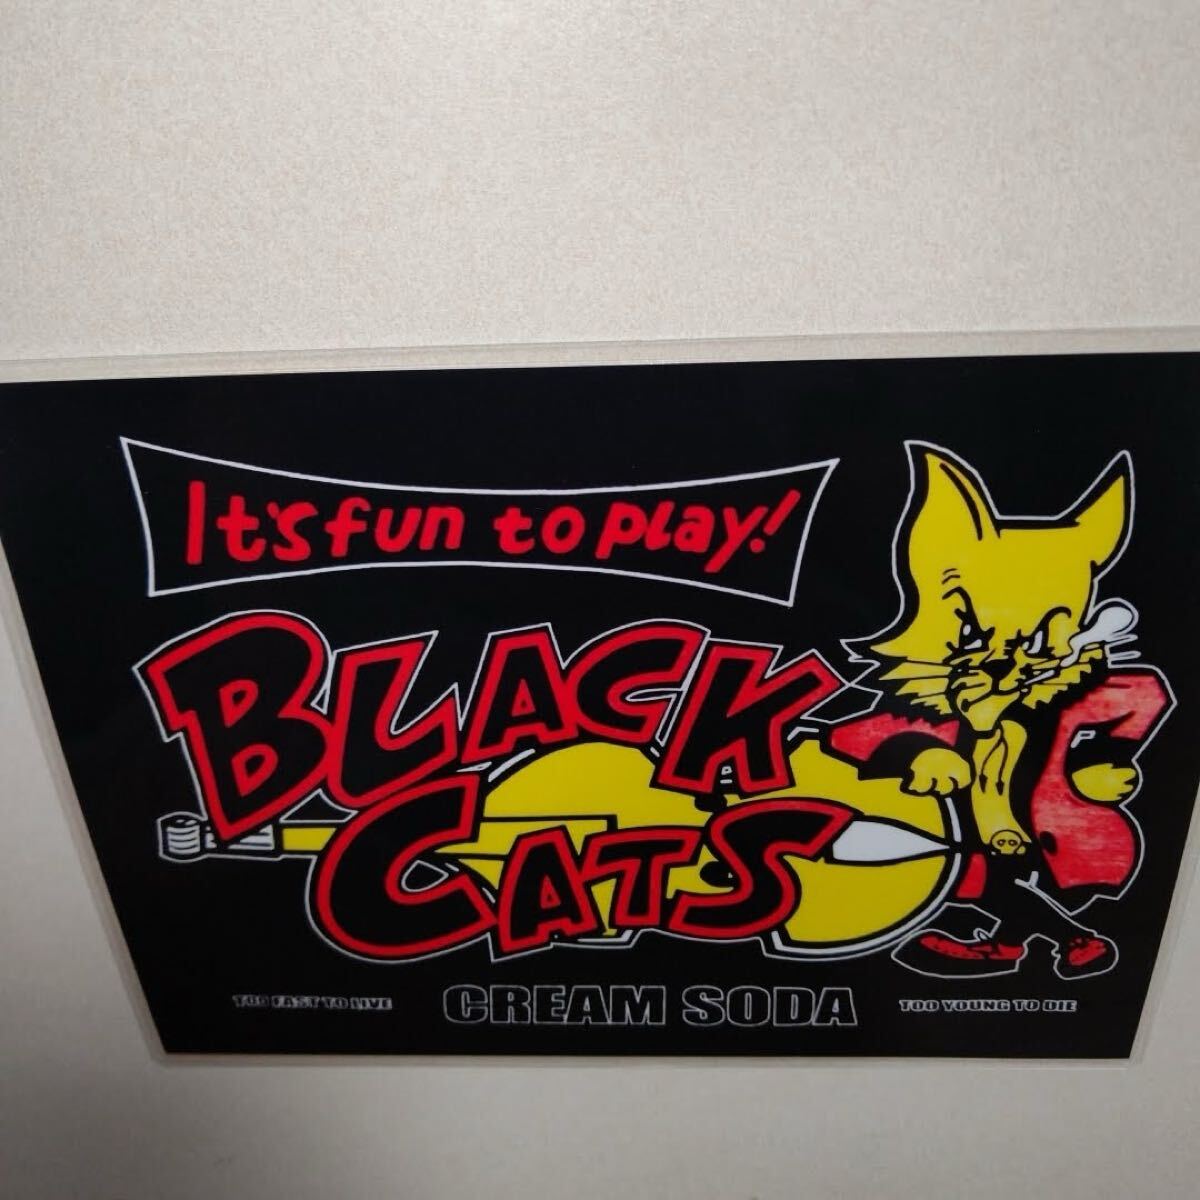 It's fun to play!
BLACK
CATS
TOO FAST TO LIVE
CREAM SODA
TOO YOUNG TO DIE